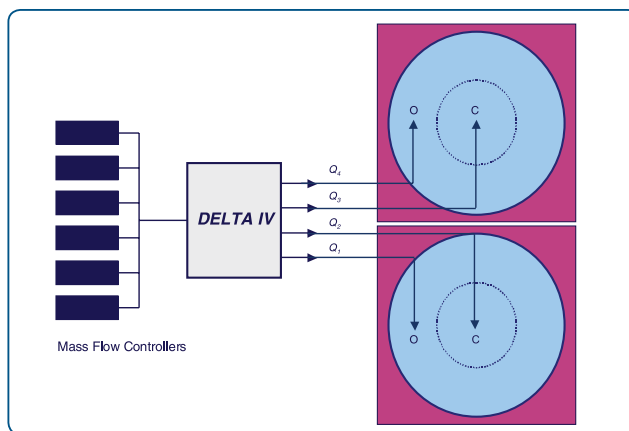 O C
Q4
DELTA IV
Q3
Q2
Q1
Mass Flow Controllers
O C